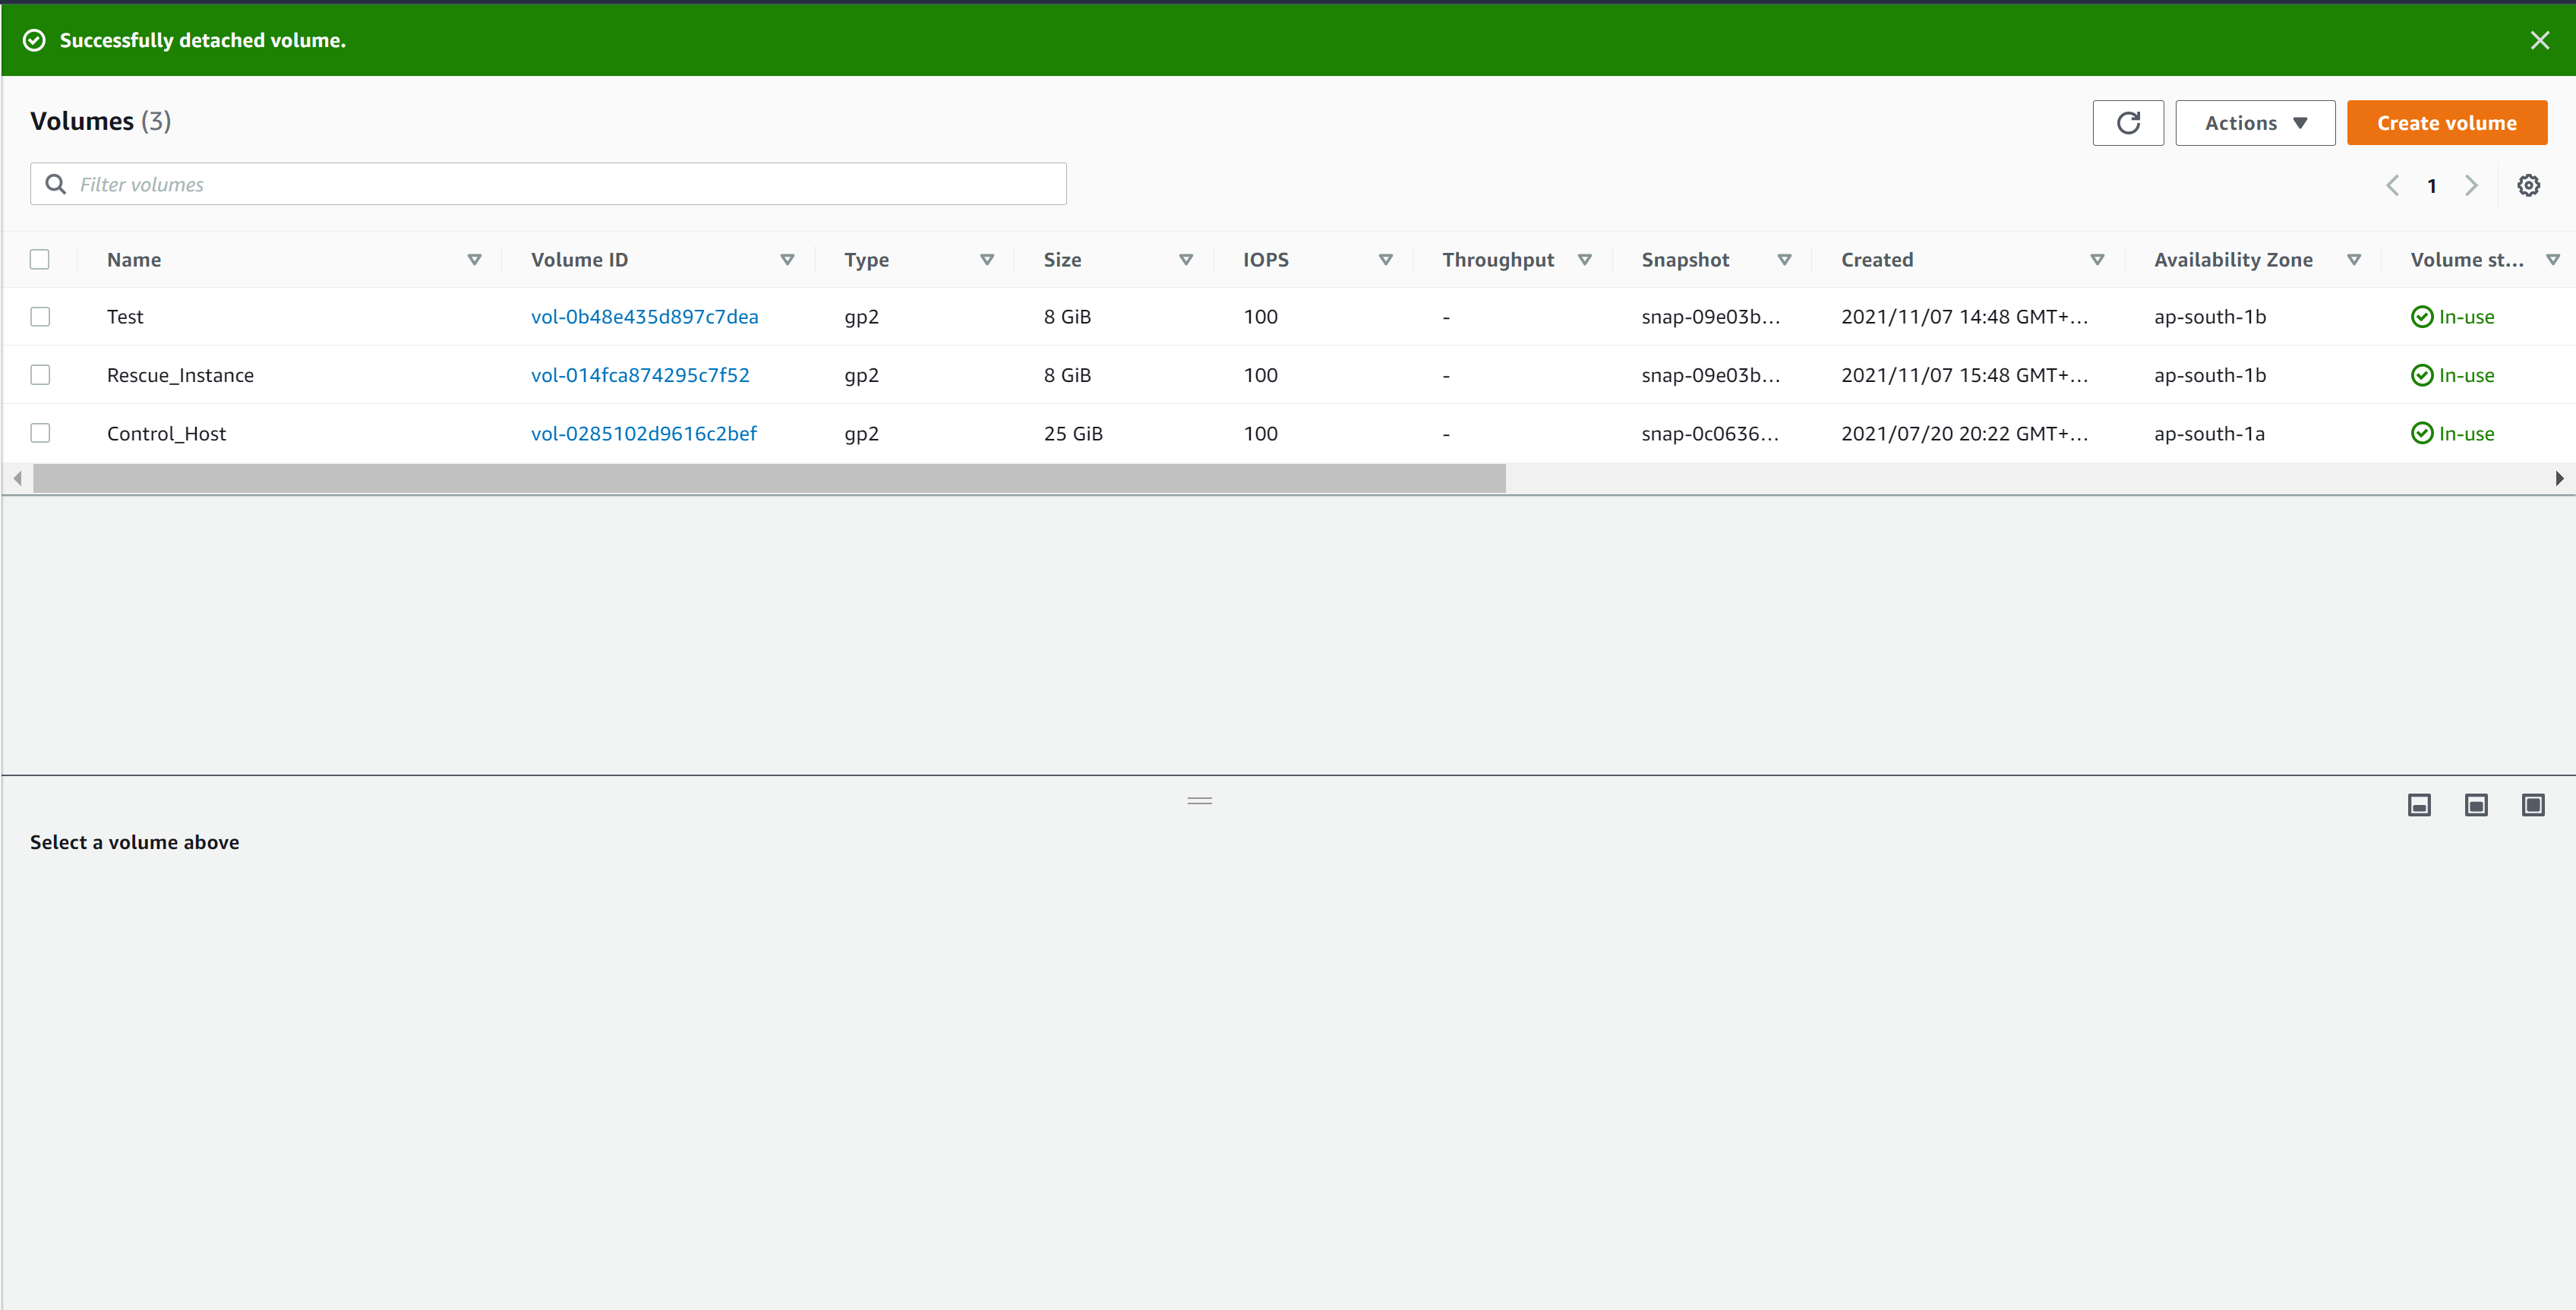 Successfully detached volume.
Volumes (3)
Actions
Create volume
Filter volumes
1
Name Volume ID Type Size IOPS Throughput Snapshot Created Availability Zone Volume st...
Test vol-0b48e435d897c7dea gp2 8 GiB 100 - snap-09e03b... 2021/11/07 14:48 GMT+... ap-south-1b In-use
Rescue_Instance vol-014fca874295c7f52 gp2 8 GiB 100 - snap-09e03b... 2021/11/07 15:48 GMT+... ap-south-1b In-use
Control_Host vol-0285102d9616c2bef gp2 25 GiB 100 - snap-0c0636... 2021/07/20 20:22 GMT+... ap-south-1a In-use
Select a volume above